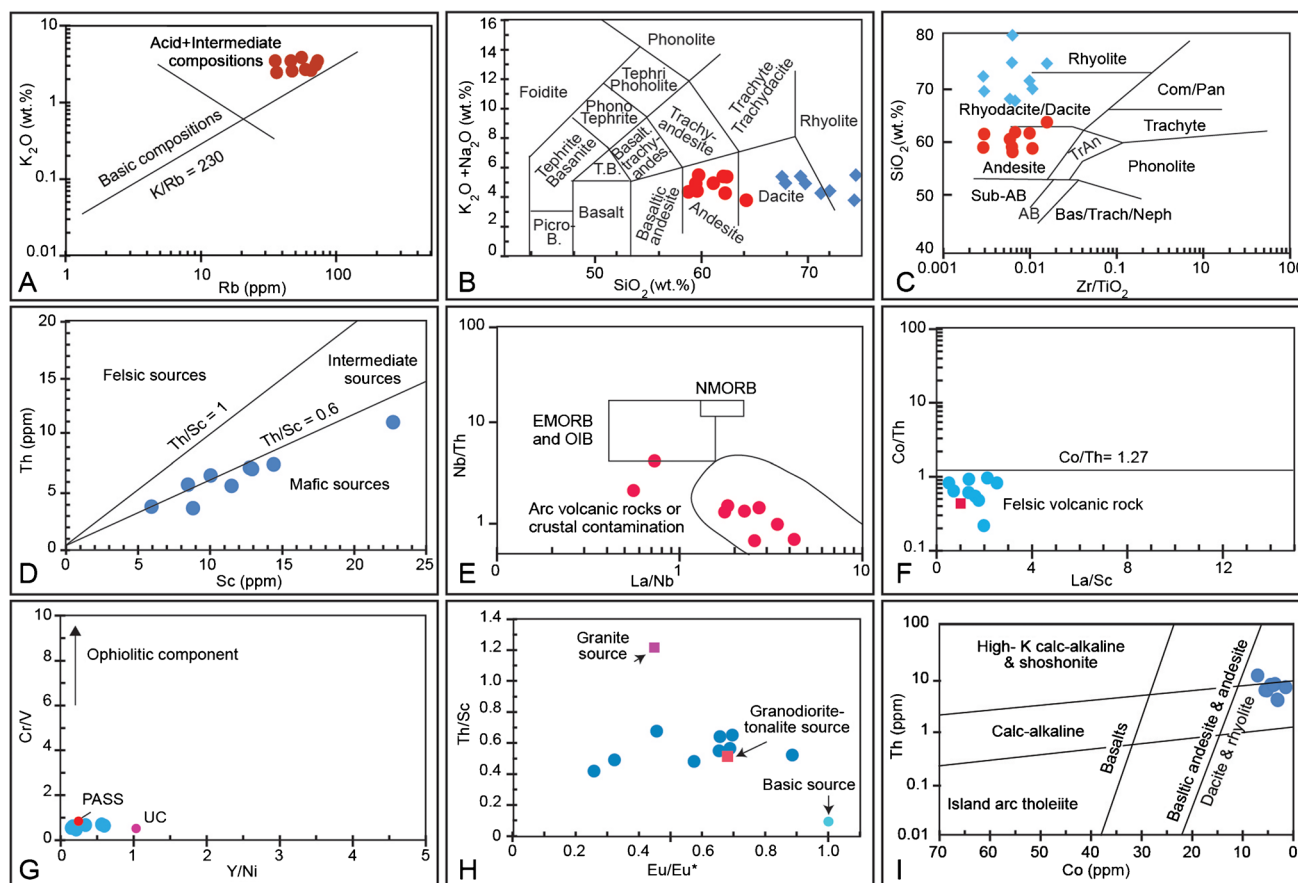 K₂O (wt.%)
10
1
0.1
0.01
Acid+Intermediate
compositions
Basic compositions
K/Rb = 230
1
10
100
Rb (ppm)
A
K₂O +Na₂O (wt.%)
16
14
12
10
8
6
4
2
0
Phonolite
Foidite
Tephri
Phonolite
Phono
Tephrite
Tephrite
Basanite
Basalt.
trachy-
andes.
T.B.
Trachy-
andesite
Trachyte
Trachydacite
Rhyolite
Picro-
B.
Basalt
Basaltic
andesite
Andesite
Dacite
50
60
70
SiO₂(wt.%)
B
SiO₂(wt.%)
80
70
60
50
40
Rhyolite
Com/Pan
Rhyodacite/Dacite
Trachyte
TrAn
Andesite
Phonolite
Sub-AB
AB
Bas/Trach/Neph
0.001
0.01
0.1
10
100
Zr/TiO₂
C
Th (ppm)
20
15
10
5
0
Felsic sources
Intermediate
sources
Th/Sc = 1
Th/Sc = 0.6
Mafic sources
0
5
10
15
20
25
Sc (ppm)
D
Nb/Th
100
10
1
NMORB
EMORB
and OIB
Arc volcanic rocks or
crustal contamination
1
10
La/Nb
E
Co/Th
100
10
1
0.1
Co/Th= 1.27
Felsic volcanic rock
0
4
8
12
La/Sc
F
Cr/V
10
8
6
4
2
0
Ophiolitic component
PASS
UC
0
1
2
3
4
5
Y/Ni
G
Th/Sc
1.4
1.2
1
0.8
0.6
0.4
0.2
0
Granite
source
Granodiorite-
tonalite source
Basic source
0.2
0.4
0.6
0.8
1.0
Eu/Eu*
H
Th (ppm)
100
10
1
0.1
0.01
High- K calc-alkaline
& shoshonite
Calc-alkaline
Island arc tholeiite
Basalts
Basltic andesite & andesite
Dacite & rhyolite
70
60
50
40
30
20
10
0
Co (ppm)
I